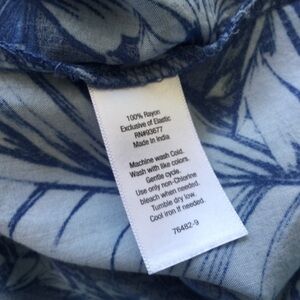 100% Rayon
Exclusive of Elastic
RN#93677
Made in India
Machine wash Cold.
Wash with like colors.
Gentle cycle.
Use only non-Chlorine
bleach when needed.
Tumble dry low.
Cool iron If needed.
76482-9